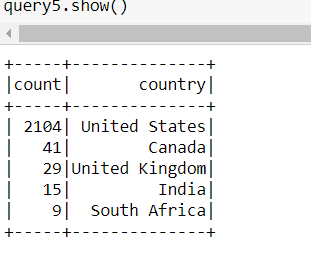 query5.show()
+-----+--------------+
|count|       country|
+-----+--------------+
| 2104| United States|
|   41|        Canada|
|   29|United Kingdom|
|   15|         India|
|    9|  South Africa|
+-----+--------------+